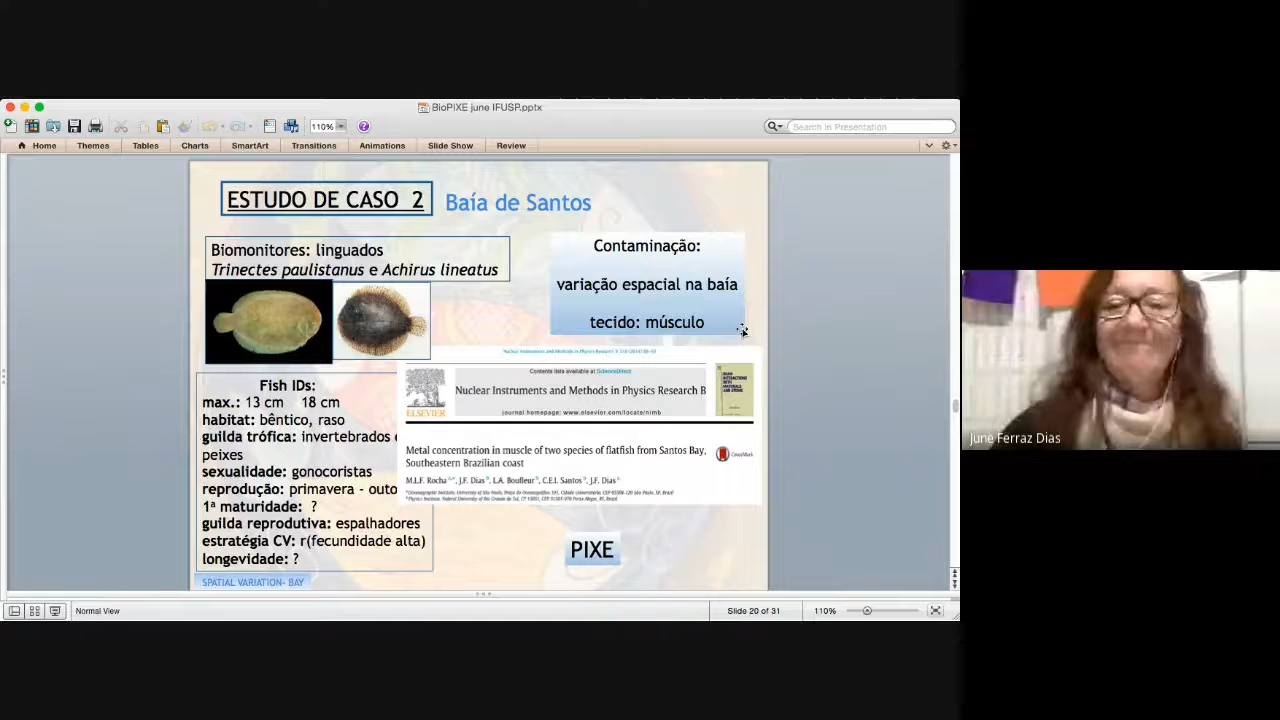 BioPIXE june IFUSP.pptx
110%
Search in Presentation
Home Themes Tables Charts SmartArt Transitions Animations Slide Show Review
ESTUDO DE CASO 2 Baía de Santos
Biomonitores: linguados
Trinectes paulistanus e Achirus lineatus
Contaminação:
variação espacial na baía
tecido: músculo
Fish IDs:
max.: 13 cm 18 cm
habitat: bêntico, raso
guilda trófica: invertebrados
peixes
sexualidade: gonocoristas
reprodução: primavera - outo
1ª maturidade: ?
guilda reprodutiva: espalhadores
estratégia CV: r(fecundidade alta)
longevidade: ?
SPATIAL VARIATION- BAY
Contents lists available at ScienceDirect
Nuclear Instruments and Methods in Physics Research B
journal homepage: www.elsevier.com/locate/nimb
ELSEVIER
Metal concentration in muscle of two species of flatfish from Santos Bay,
Southeastern Brazilian coast
CrossMark
M.L.F. Rocha, J.F. Dias, L.A. Boufleur, C.E.I. Santos, J.F. Dias
PIXE
Normal View
Slide 20 of 31
110%
June Ferraz Dias